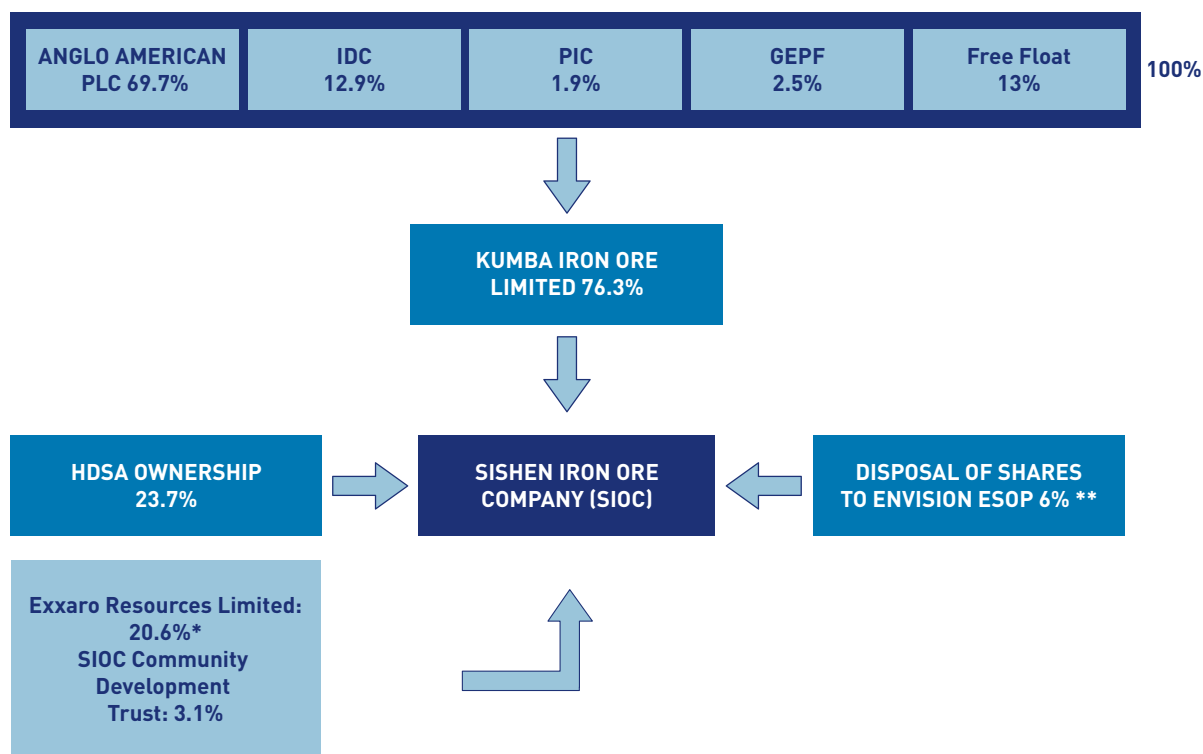 ANGLO AMERICAN
PLC 69.7%
IDC
12.9%
PIC
1.9%
GEPF
2.5%
Free Float
13%
100%
KUMBA IRON ORE
LIMITED 76.3%
HDSA OWNERSHIP
23.7%
SISHEN IRON ORE
COMPANY (SIOC)
DISPOSAL OF SHARES
TO ENVISION ESOP 6% **
Exxaro Resources Limited:
20.6%*
SIOC Community
Development
Trust: 3.1%